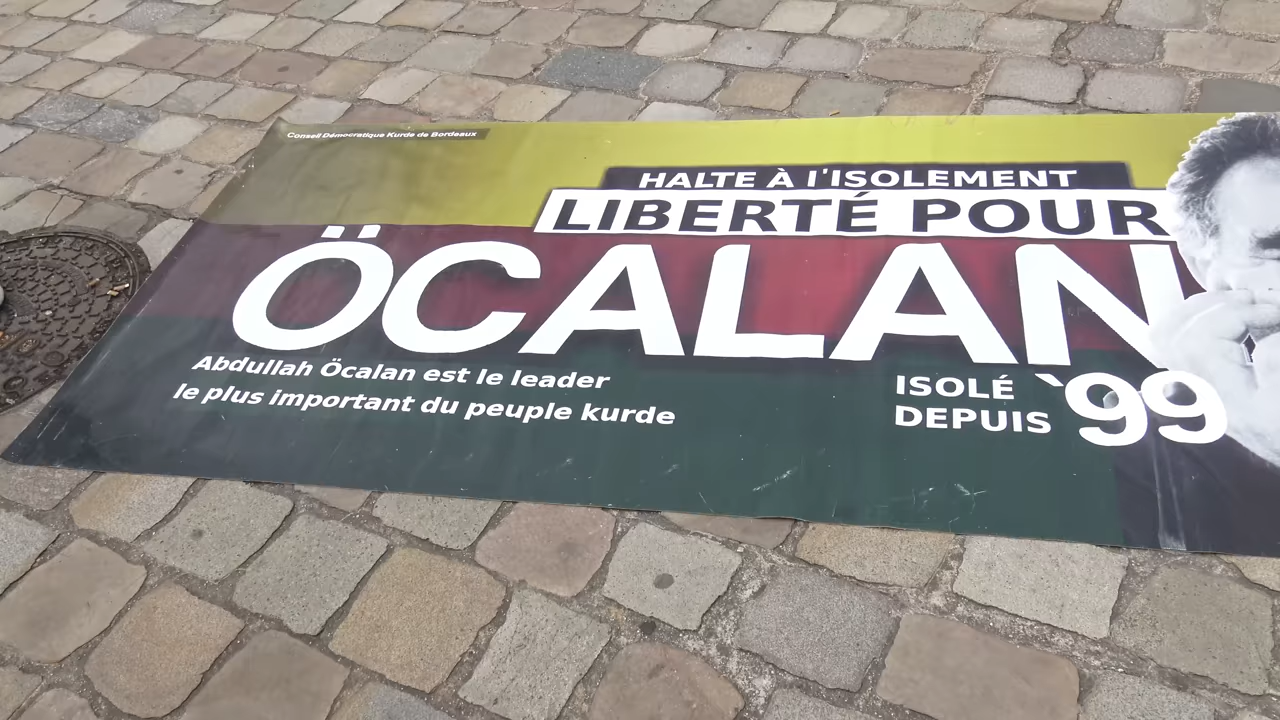 Conseil Démocratique Kurde de Bordeaux
HALTE À l'ISOLEMENT
LIBERTÉ POUR
ÖCALAN
Abdullah Öcalan est le leader
le plus important du peuple kurde
ISOLÉ
DEPUIS
‵99